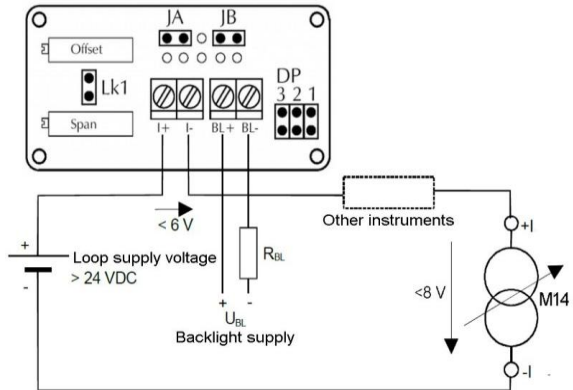 JA JB
Offset
Lk1
DP
3 2 1
Span
I+ I- BL+ BL-
< 6 V
Other instruments
+I
+
Loop supply voltage
> 24 VDC
-
RBL
<8 V
M14
+ -
UBL
Backlight supply
-I